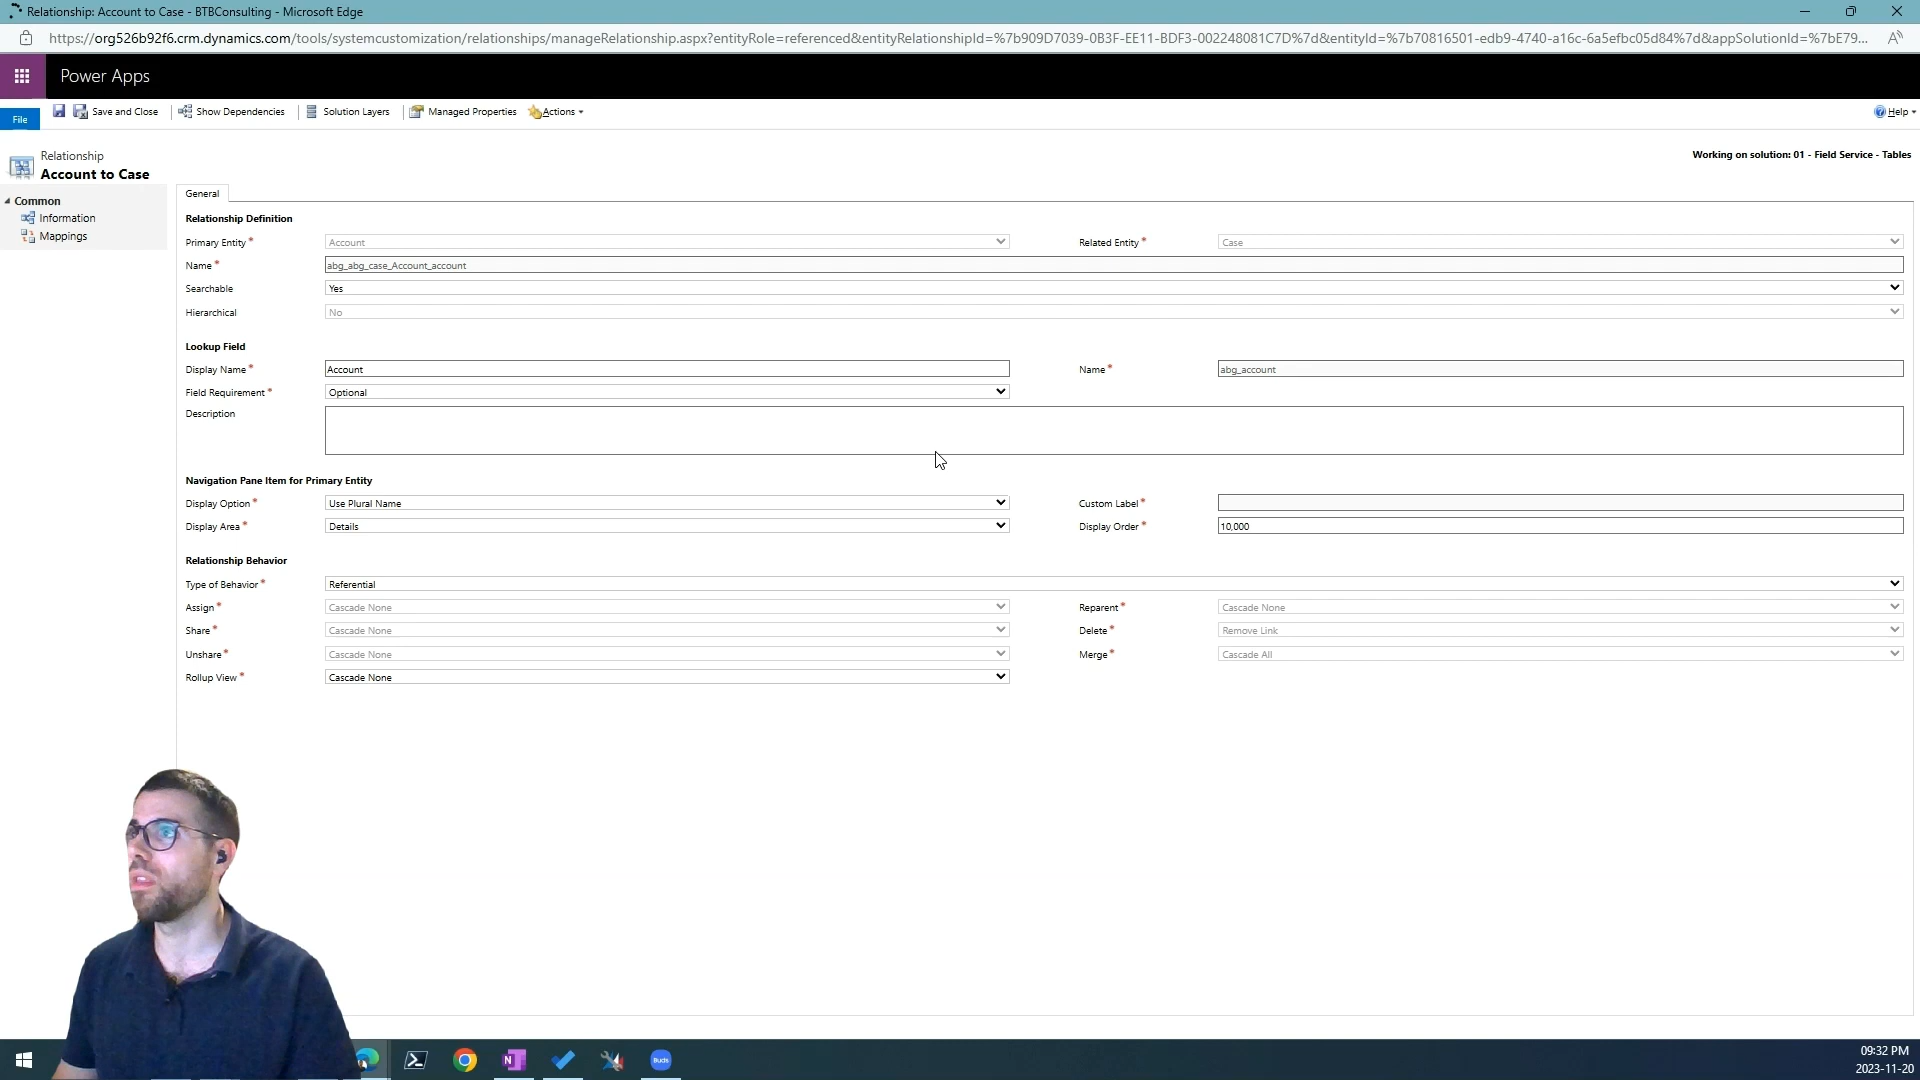 Relationship: Account to Case - BTBConsulting - Microsoft Edge
https://org526b92f6.crm.dynamics.com/tools/systemcustomization/relationships/manageRelationship.aspx?entityRole=referenced&entityRelationshipId=%7b909D7039-0B3F-EE11-BDF3-002248081C7D%7d&entityId=%7b70816501-edb9-4740-a16c-6a5efbc05d84%7d&appSolutionId=%7bE79...
Power Apps
File
Save and Close
Show Dependencies
Solution Layers
Managed Properties
Actions
Help
Relationship
Account to Case
Working on solution: 01 - Field Service - Tables
Common
Information
Mappings
General
Relationship Definition
Primary Entity * Account
Related Entity * Case
Name * abg_abg_case_Account_account
Searchable Yes
Hierarchical No
Lookup Field
Display Name * Account
Name * abg_account
Field Requirement * Optional
Description
Navigation Pane Item for Primary Entity
Display Option * Use Plural Name
Custom Label *
Display Area * Details
Display Order * 10,000
Relationship Behavior
Type of Behavior * Referential
Assign * Cascade None
Reparent * Cascade None
Share * Cascade None
Delete * Remove Link
Unshare * Cascade None
Merge * Cascade All
Rollup View * Cascade None
N
Buds
09:32 PM
2023-11-20